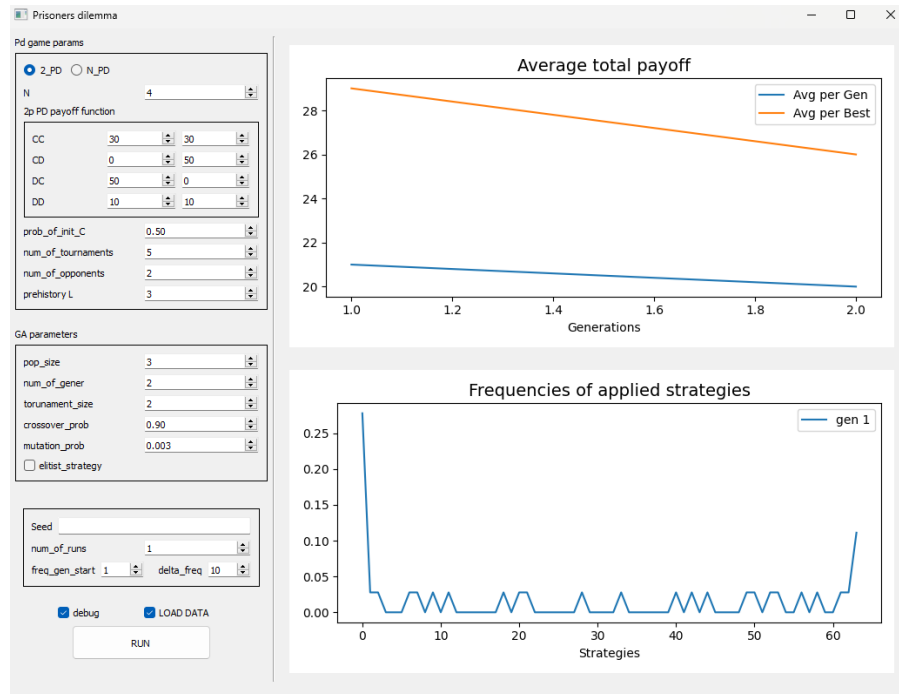 Prisoners dilemma
Pd game params
2_PD N_PD
N 4
2p PD payoff function
CC 30 30
CD 0 50
DC 50 0
DD 10 10
prob_of_init_C 0.50
num_of_tournaments 5
num_of_opponents 2
prehistory L 3
GA parameters
pop_size 3
num_of_gener 2
torunament_size 2
crossover_prob 0.90
mutation_prob 0.003
elitist_strategy
Seed
num_of_runs 1
freq_gen_start 1 delta_freq 10
debug LOAD DATA
RUN
Average total payoff
Avg per Gen
Avg per Best
28
26
24
22
20
1.0 1.2 1.4 1.6 1.8 2.0
Generations
Frequencies of applied strategies
gen 1
0.25
0.20
0.15
0.10
0.05
0.00
0 10 20 30 40 50 60
Strategies